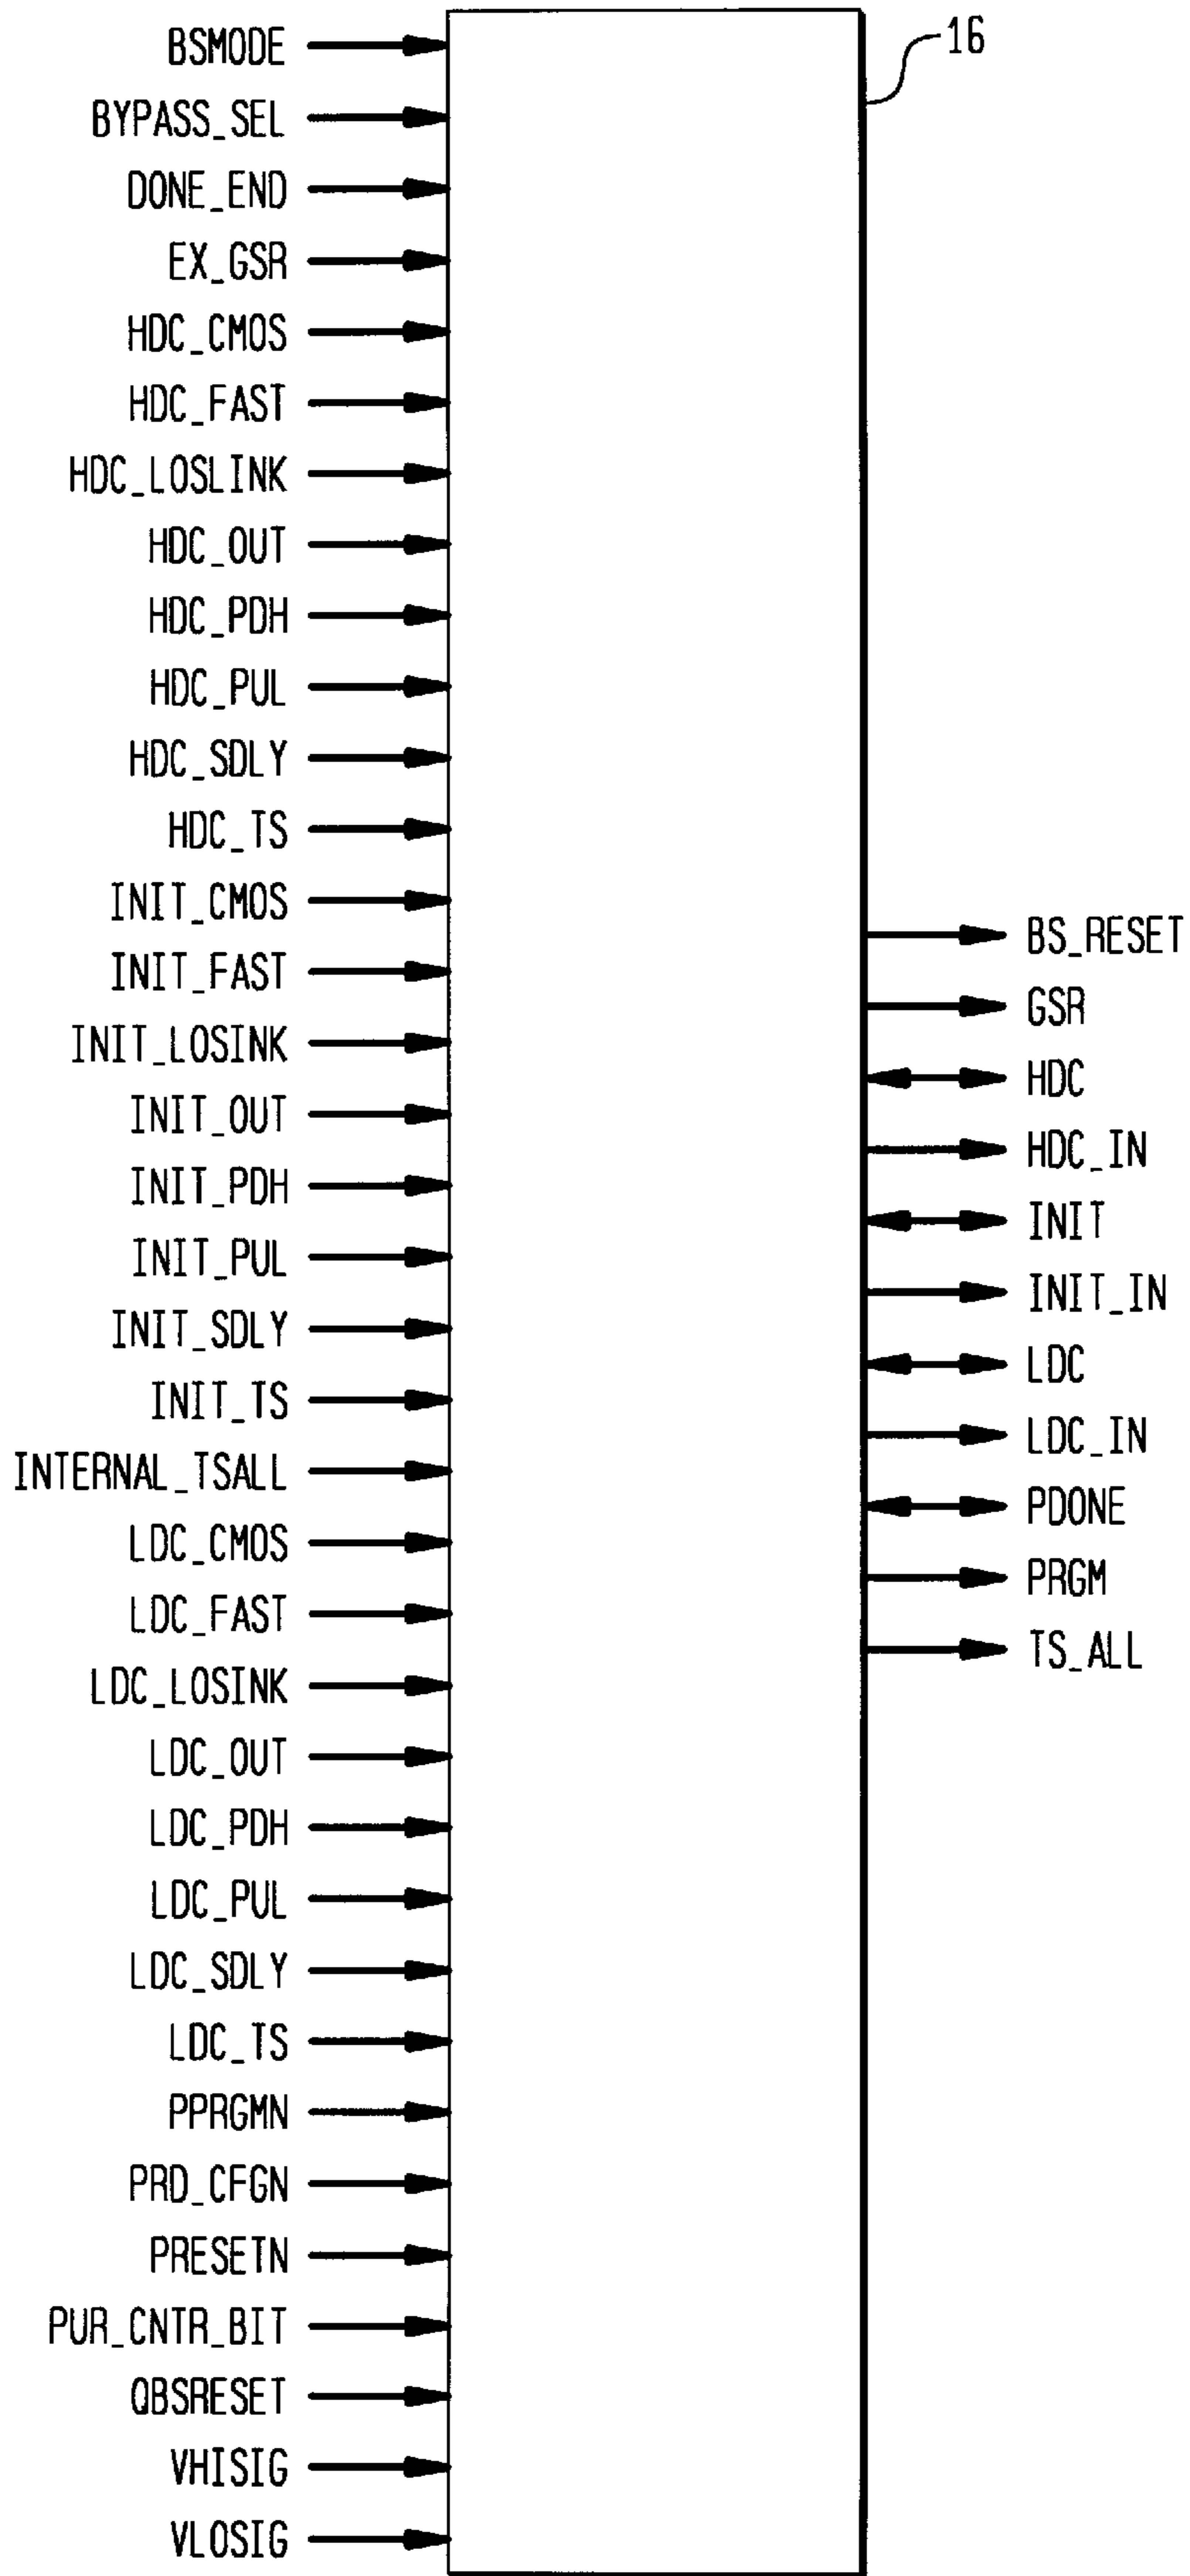 BSMODE
16
BYPASS_SEL
DONE_END
EX_GSR
HDC_CMOS
HDC_FAST
HDC_LOSLINK
HDC_OUT
HDC_PDH
HDC_PUL
HDC_SDLY
HDC_TS
INIT_CMOS
INIT_FAST
INIT_LOSINK
INIT_OUT
INIT_PDH
INIT_PUL
INIT_SDLY
INIT_TS
INTERNAL_TSALL
LDC_CMOS
LDC_FAST
LDC_LOSINK
LDC_OUT
LDC_PDH
LDC_PUL
LDC_SDLY
LDC_TS
PPRGMN
PRD_CFGN
PRESETN
PUR_CNTR_BIT
QBSRESET
VHISIG
VLOSIG
BS_RESET
GSR
HDC
HDC_IN
INIT
INIT_IN
LDC
LDC_IN
PDONE
PRGM
TS_ALL